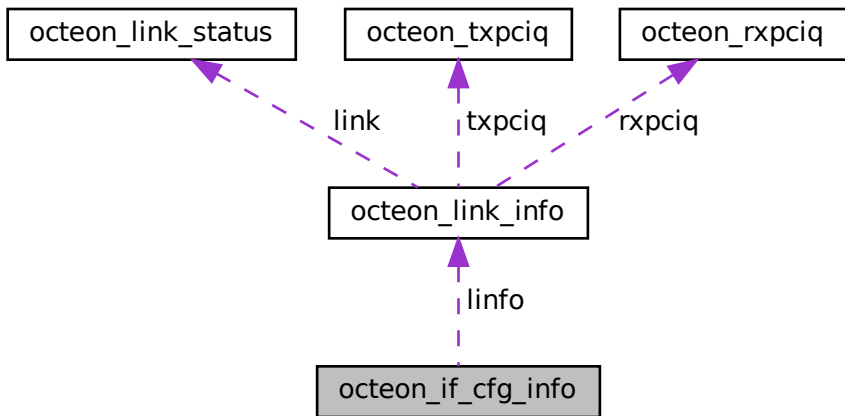 octeon_link_status
octeon_txpciq
octeon_rxpciq
link
txpciq
rxpciq
octeon_link_info
linfo
octeon_if_cfg_info